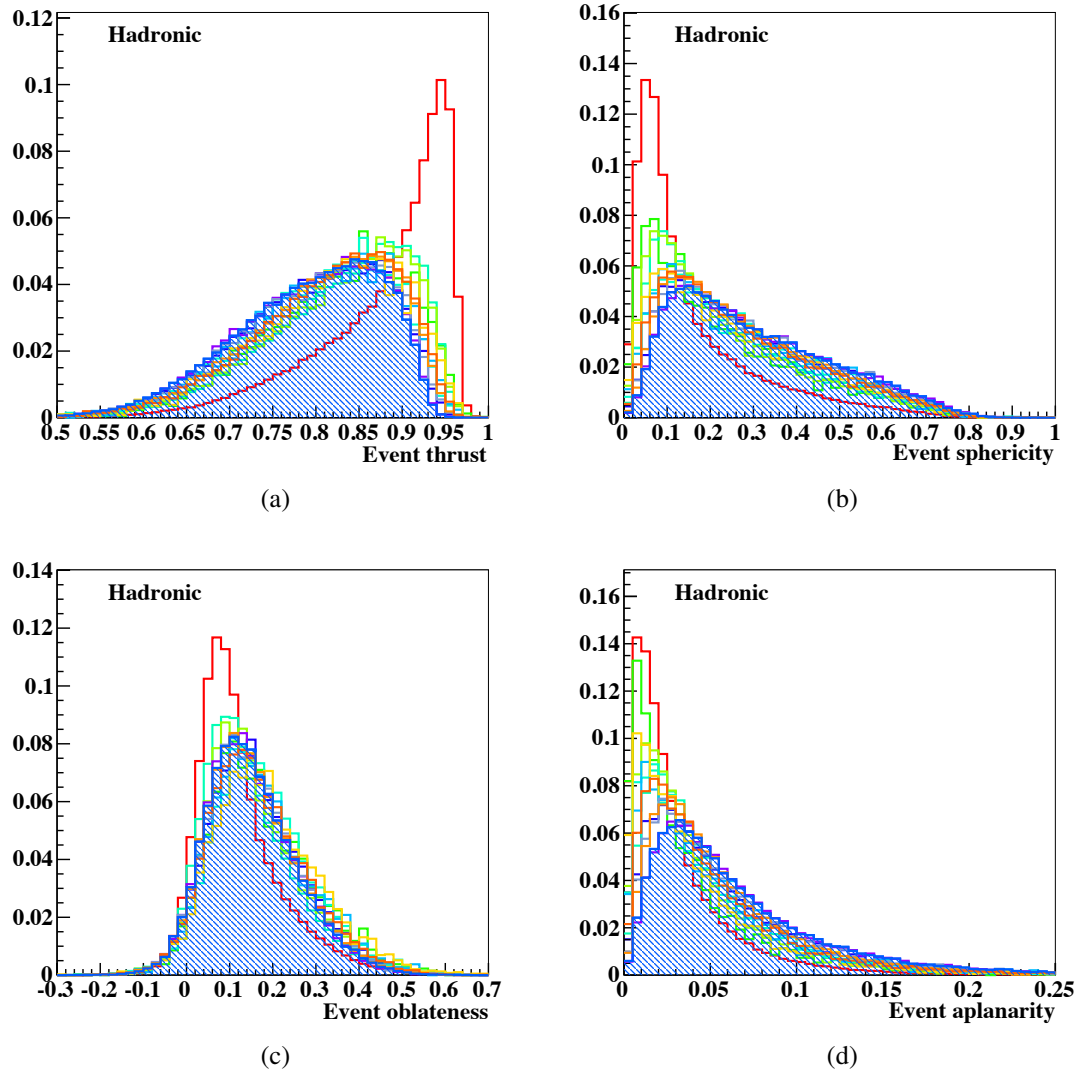 Hadronic
0.12
0.1
0.08
0.06
0.04
0.02
0
0.5 0.55 0.6 0.65 0.7 0.75 0.8 0.85 0.9 0.95 1
Event thrust
(a)
Hadronic
0.16
0.14
0.12
0.1
0.08
0.06
0.04
0.02
0
0 0.1 0.2 0.3 0.4 0.5 0.6 0.7 0.8 0.9 1
Event sphericity
(b)
Hadronic
0.14
0.12
0.1
0.08
0.06
0.04
0.02
0
-0.3 -0.2 -0.1 0 0.1 0.2 0.3 0.4 0.5 0.6 0.7
Event oblateness
(c)
Hadronic
0.16
0.14
0.12
0.1
0.08
0.06
0.04
0.02
0
0 0.05 0.1 0.15 0.2 0.25
Event aplanarity
(d)